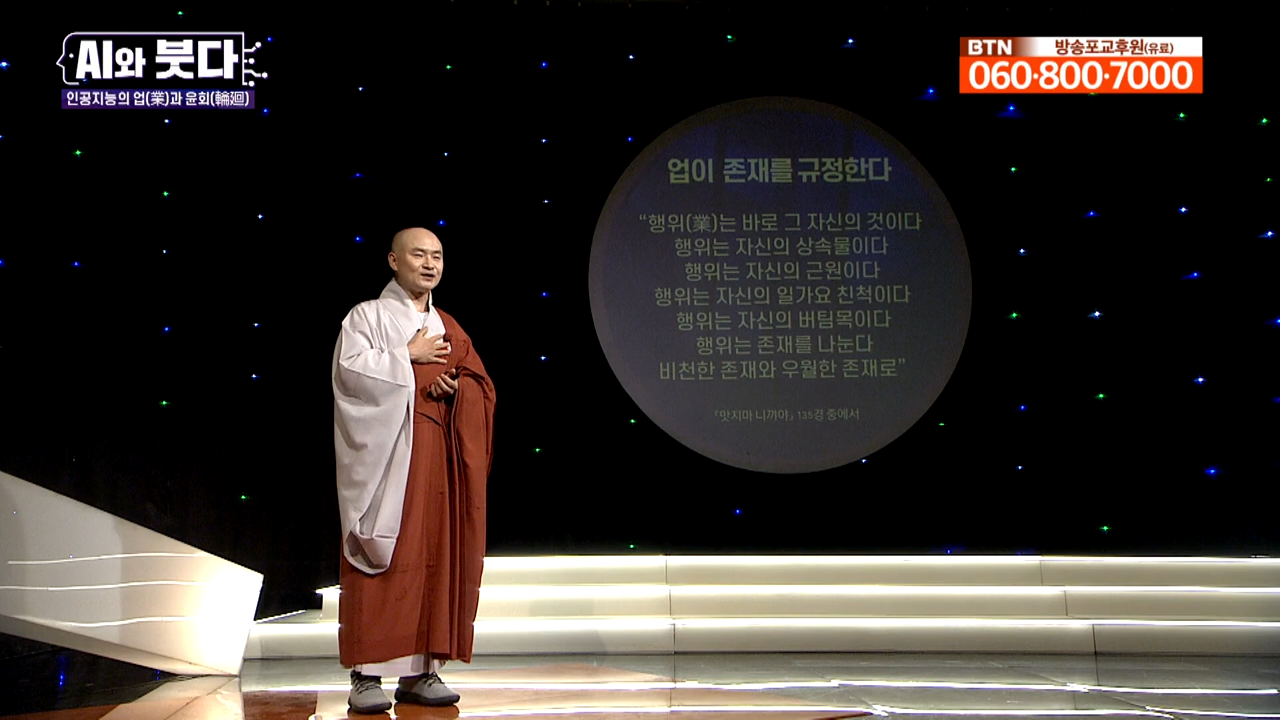 AI와 붓다
인공지능의 업(業)과 윤회(輪廻)
BTN 방송포교후원(유료)
060·800·7000
업이 존재를 규정한다
“행위(業)는 바로 그 자신의 것이다
행위는 자신의 상속물이다
행위는 자신의 근원이다
행위는 자신의 일가요 친척이다
행위는 자신의 버팀목이다
행위는 존재를 나눈다
비천한 존재와 우월한 존재로”
『맛지마 니까야』 135경 중에서